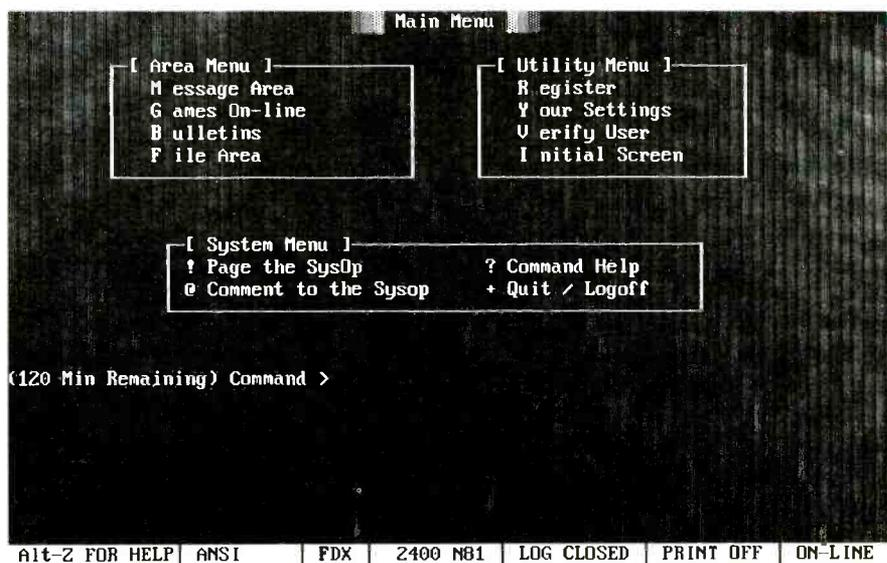 Main Menu
[ Area Menu ]
M essage Area
G ames On-line
B ulletins
F ile Area
[ Utility Menu ]
R egister
Y our Settings
V erify User
I nitial Screen
[ System Menu ]
! Page the SysOp
@ Comment to the Sysop
? Command Help
+ Quit / Logoff
(120 Min Remaining) Command >
Alt-Z FOR HELP | ANSI | FDX | 2400 N81 | LOG CLOSED | PRINT OFF | ON-LINE